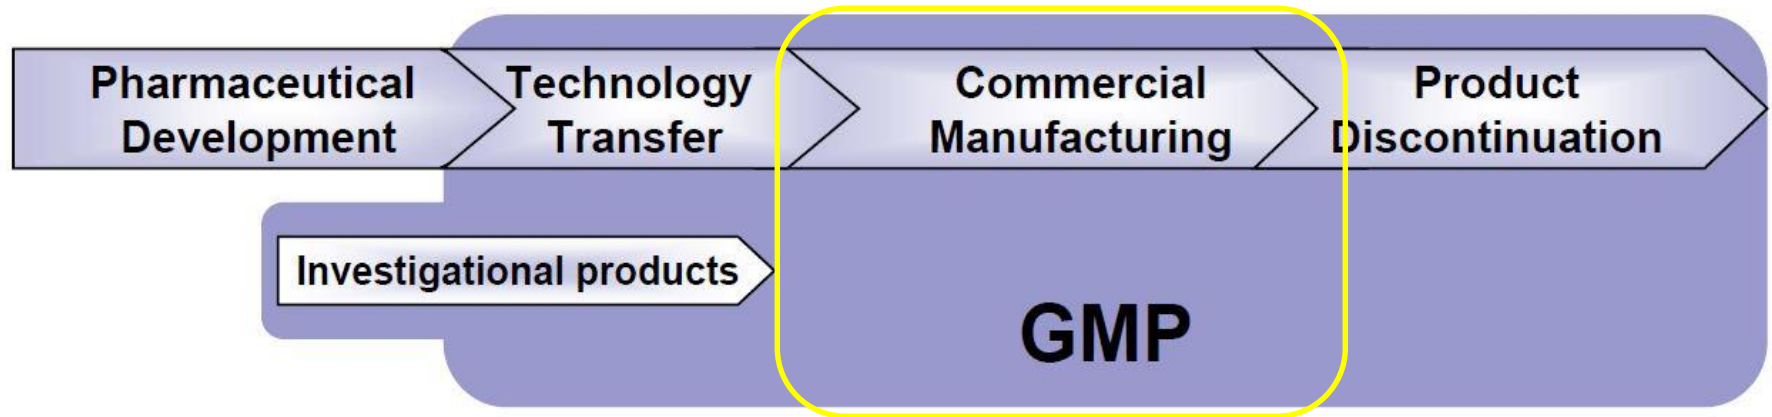 Pharmaceutical
Development
Technology
Transfer
Commercial
Manufacturing
Product
Discontinuation
Investigational products
GMP